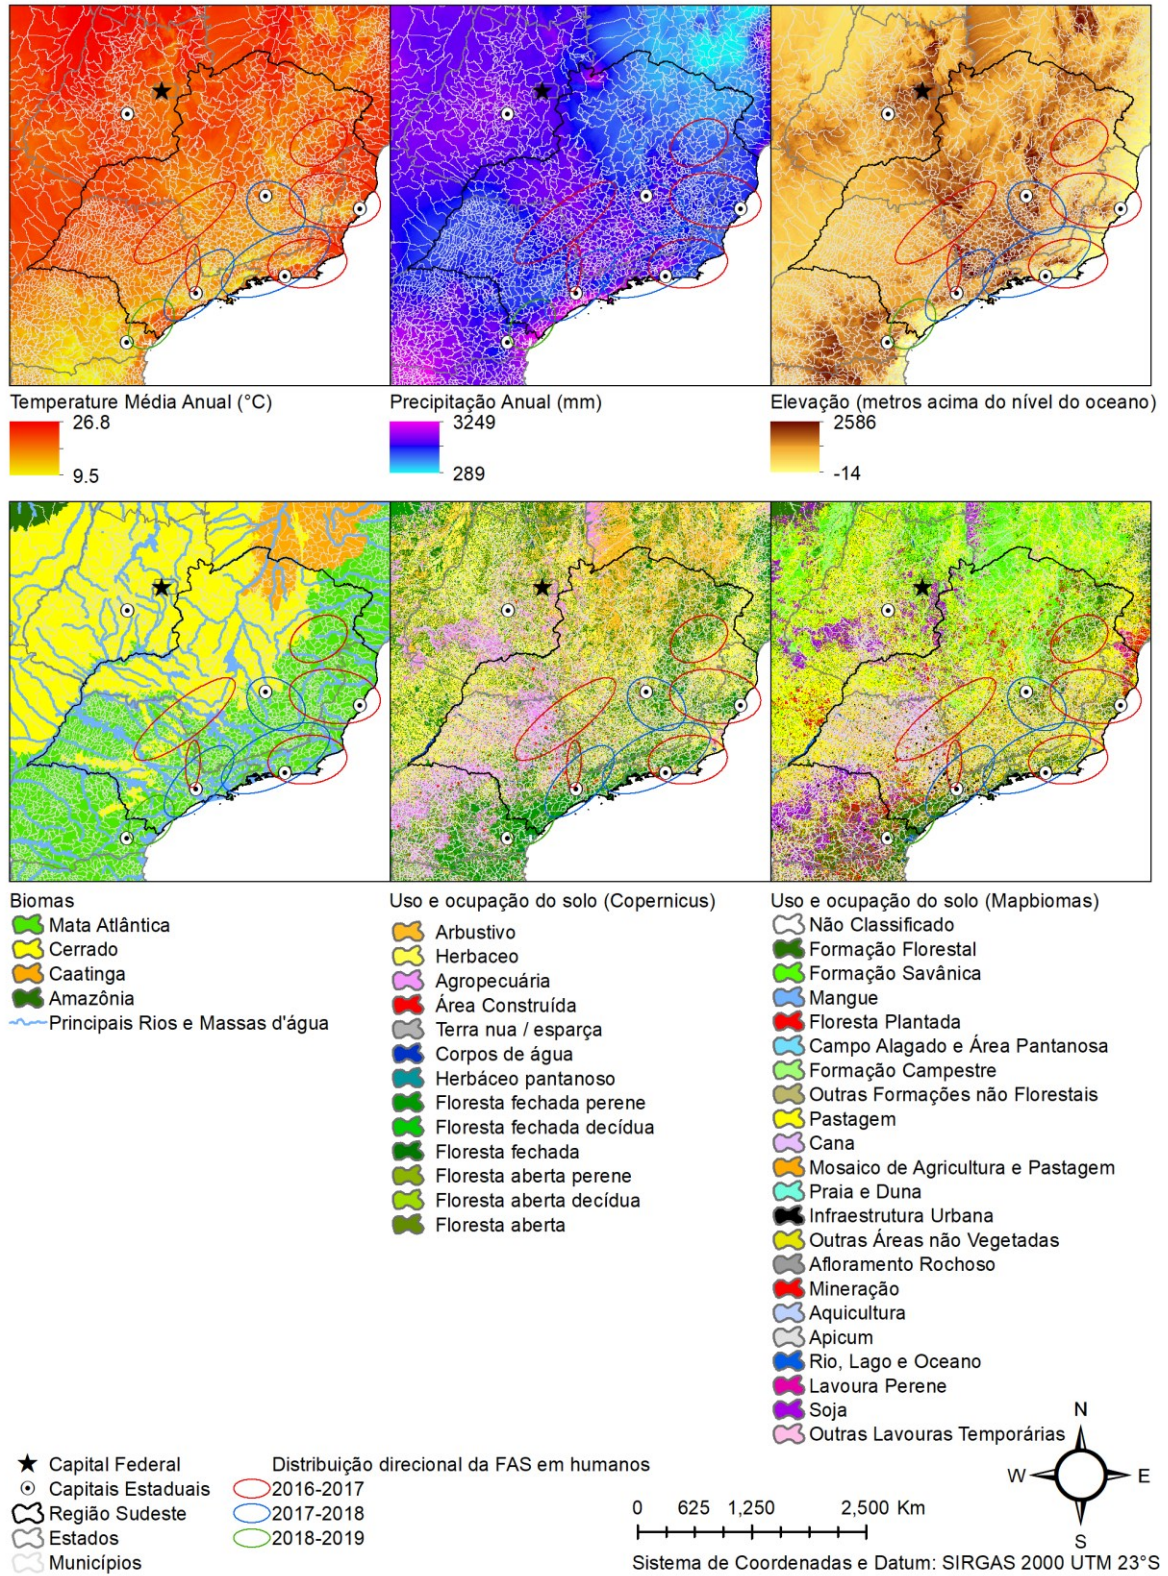 Temperature Média Anual (°C)
26.8
9.5
Precipitação Anual (mm)
3249
289
Elevação (metros acima do nível do oceano)
2586
-14
Biomas
Mata Atlântica
Cerrado
Caatinga
Amazônia
Principais Rios e Massas d'água
Uso e ocupação do solo (Copernicus)
Arbustivo
Herbaceo
Agropecuária
Área Construída
Terra nua / esparça
Corpos de água
Herbáceo pantanoso
Floresta fechada perene
Floresta fechada decídua
Floresta fechada
Floresta aberta perene
Floresta aberta decídua
Floresta aberta
Uso e ocupação do solo (Mapbiomas)
Não Classificado
Formação Florestal
Formação Savânica
Mangue
Floresta Plantada
Campo Alagado e Área Pantanosa
Formação Campestre
Outras Formações não Florestais
Pastagem
Cana
Mosaico de Agricultura e Pastagem
Praia e Duna
Infraestrutura Urbana
Outras Áreas não Vegetadas
Afloramento Rochoso
Mineração
Aquicultura
Apicum
Rio, Lago e Oceano
Lavoura Perene
Soja
Outras Lavouras Temporárias
Capital Federal
Capitais Estaduais
Região Sudeste
Estados
Municípios
Distribuição direcional da FAS em humanos
2016-2017
2017-2018
2018-2019
0 625 1,250 2,500 Km
N
W E
S
Sistema de Coordenadas e Datum: SIRGAS 2000 UTM 23°S